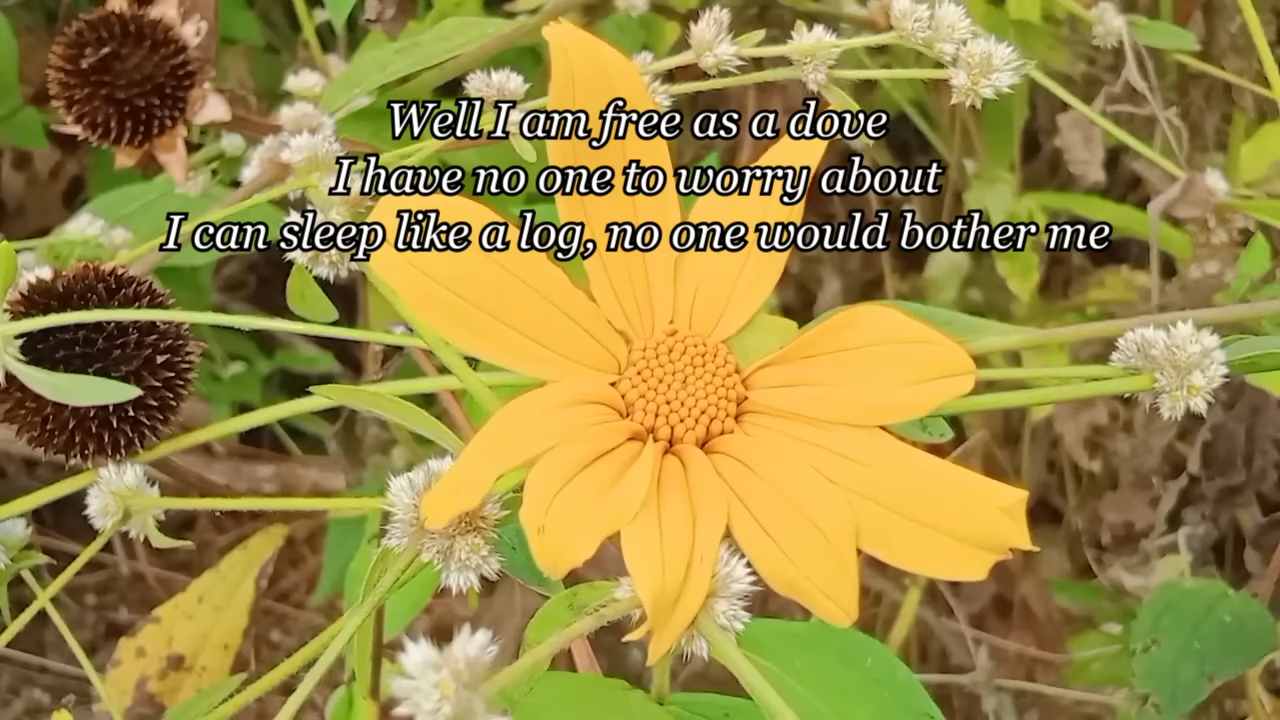 Well I am free as a dove
I have no one to worry about
I can sleep like a log, no one would bother me